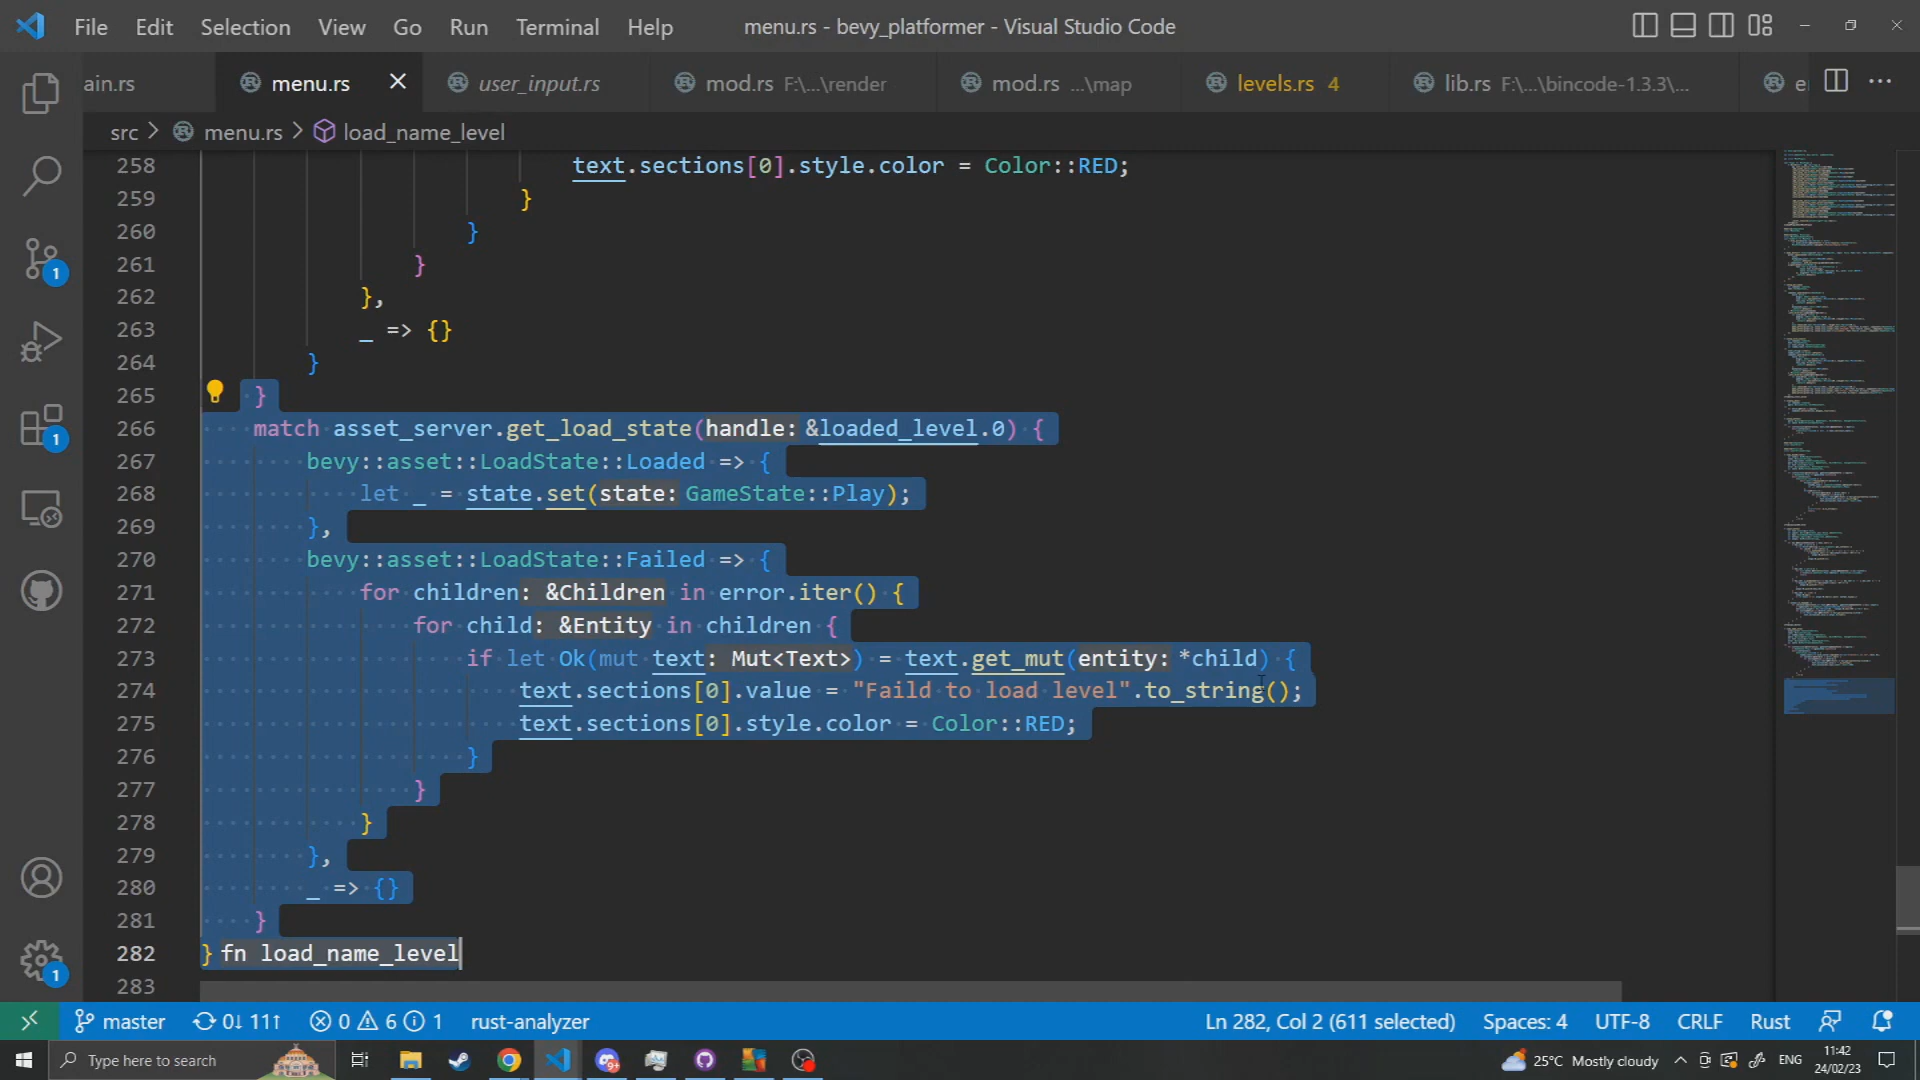 File Edit Selection View Go Run Terminal Help menu.rs - bevy_platformer - Visual Studio Code
ain.rs menu.rs user_input.rs mod.rs F:\...\render mod.rs ...\map levels.rs 4 lib.rs F:\...\bincode-1.3.3\...
src > menu.rs > load_name_level
258 text.sections[0].style.color = Color::RED;
259 }
260 }
261 }
262 },
263 _ => {}
264 }
265 }
266 match asset_server.get_load_state(handle: &loaded_level.0) {
267 bevy::asset::LoadState::Loaded => {
268 let _ = state.set(state: GameState::Play);
269 },
270 bevy::asset::LoadState::Failed => {
271 for children: &Children in error.iter() {
272 for child: &Entity in children {
273 if let Ok(mut text: Mut<Text>) = text.get_mut(entity: *child) {
274 text.sections[0].value = "Faild to load level".to_string();
275 text.sections[0].style.color = Color::RED;
276 }
277 }
278 }
279 },
280 _ => {}
281 }
282 } fn load_name_level
283
master 0↓ 11↑ 0 6 1 rust-analyzer Ln 282, Col 2 (611 selected) Spaces: 4 UTF-8 CRLF Rust
Type here to search 25°C Mostly cloudy ENG 11:42
24/02/23